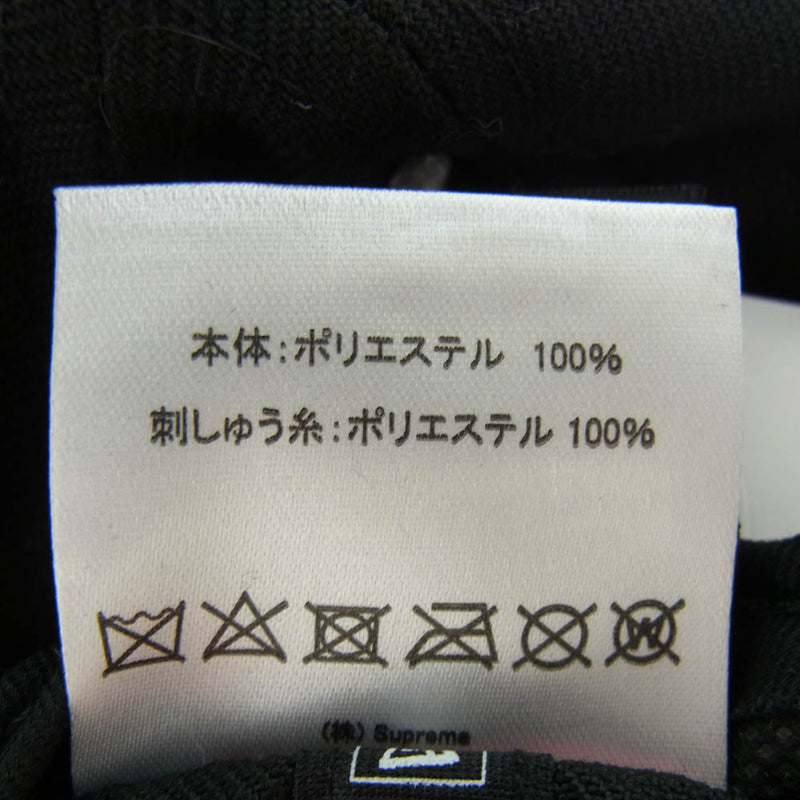 本体：ポリエステル 100%
刺しゅう糸：ポリエステル 100%
W
(株) Supreme